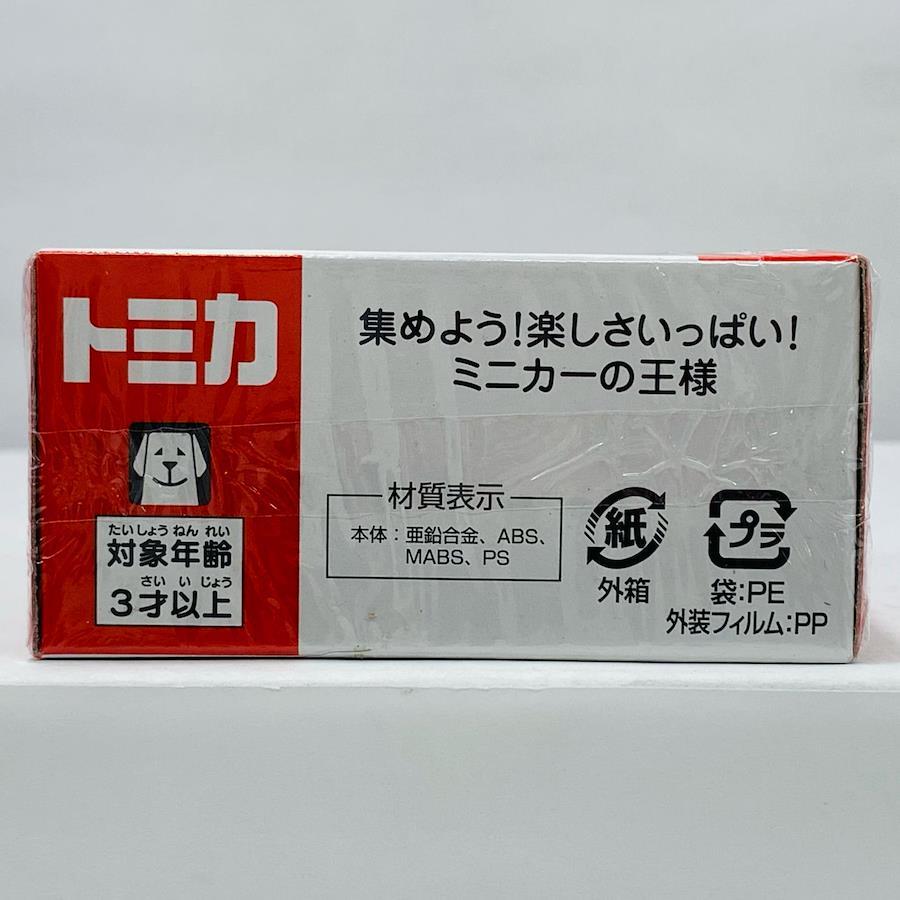 トミカ
集めよう!楽しさいっぱい!
ミニカーの王様
たいしょうねんれい
対象年齢
さいいじょう
3才以上
材質表示
本体:亜鉛合金、ABS、
MABS、PS
紙
外箱
プラ
袋:PE
外装フィルム:PP